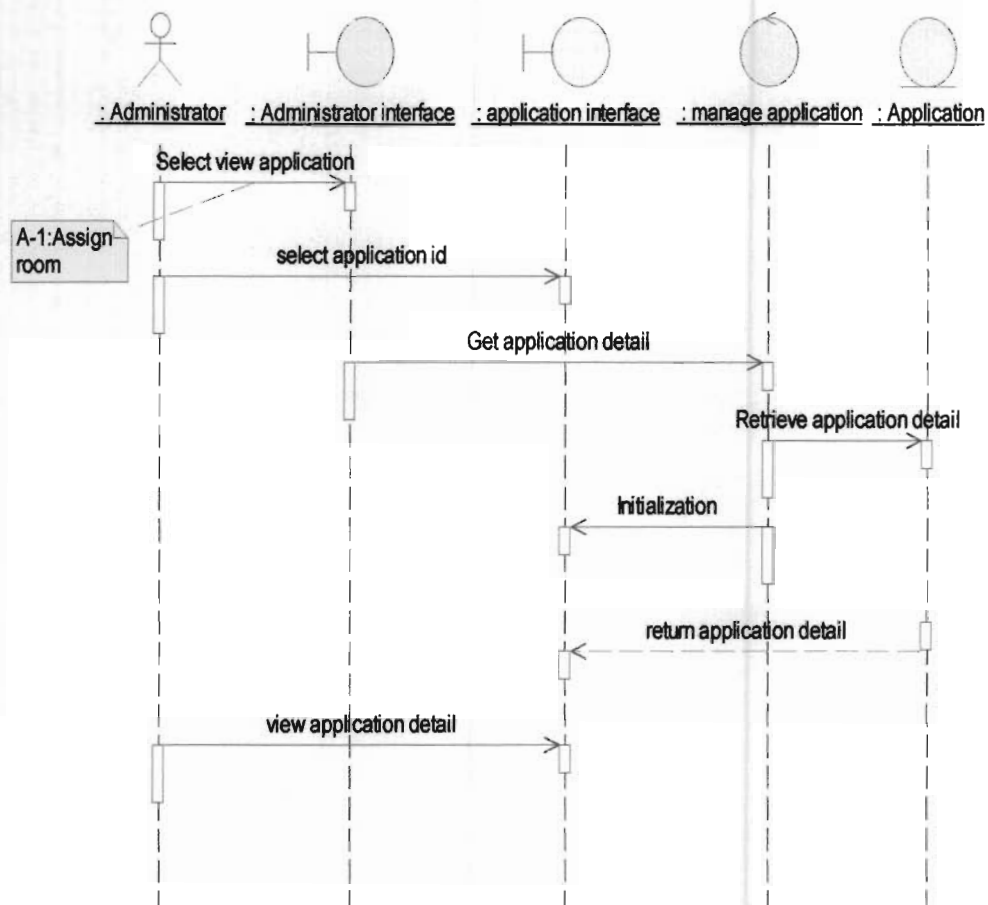 : Administrator : Administrator interface : application interface : manage application : Application
Select view application
A-1:Assign
room
select application id
Get application detail
Retrieve application detail
Initialization
return application detail
view application detail